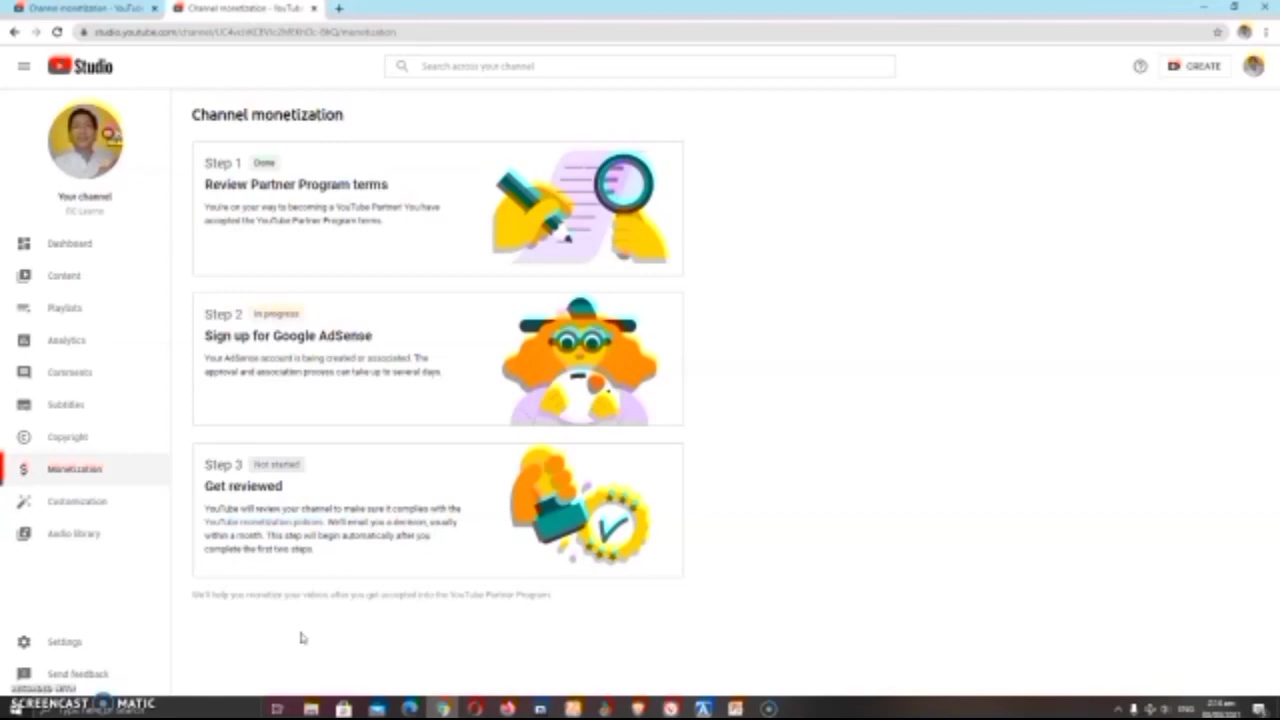 Channel monetization - YouTube
Channel monetization - YouTube
Studio
Search across your channel
CREATE
Your channel
Dashboard
Content
Playlists
Analytics
Comments
Subtitles
Copyright
Monetization
Customization
Audio library
Settings
Send feedback
Channel monetization
Step 1 Done
Review Partner Program terms
You're on your way to becoming a YouTube Partner! You have
accepted the YouTube Partner Program terms.
Step 2 In progress
Sign up for Google AdSense
Your AdSense account is being created or associated. The
approval and association process can take up to several days.
Step 3 Not started
Get reviewed
YouTube will review your channel to make sure it complies with the
YouTube monetization policies. We'll email you a decision, usually
within a month. This step will begin automatically after you
complete the first two steps.
We'll help you monetize your videos after you get accepted into the YouTube Partner Program.
RECORDED WITH
SCREENCAST MATIC
ENG